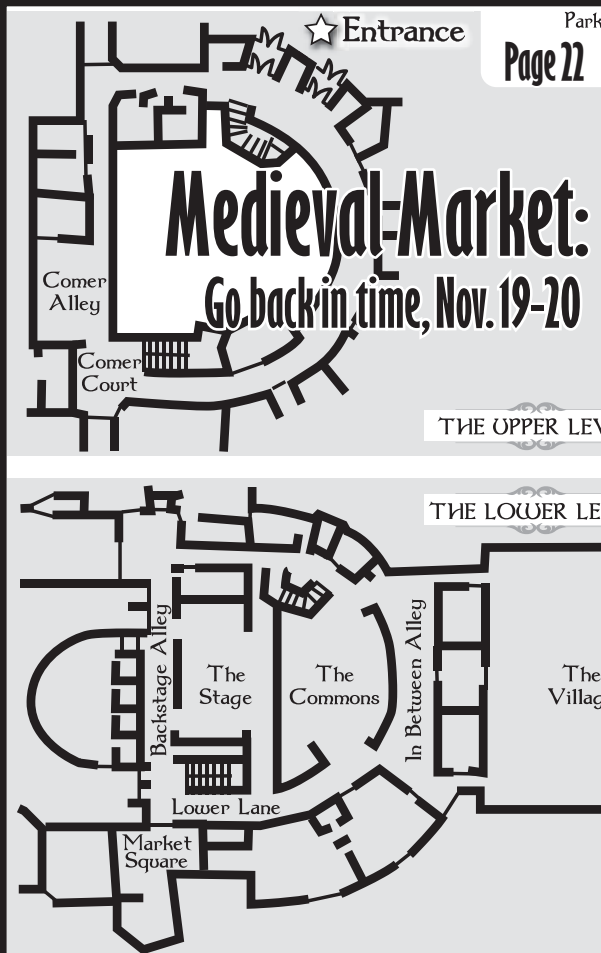 Entrance
Park
Page 22
Medieval Market:
Go back in time, Nov. 19-20
Comer
Alley
Comer
Court
THE UPPER LEV
THE LOWER LE
Backstage Alley
The
Stage
The
Commons
In Between Alley
The
Villag
Lower Lane
Market
Square